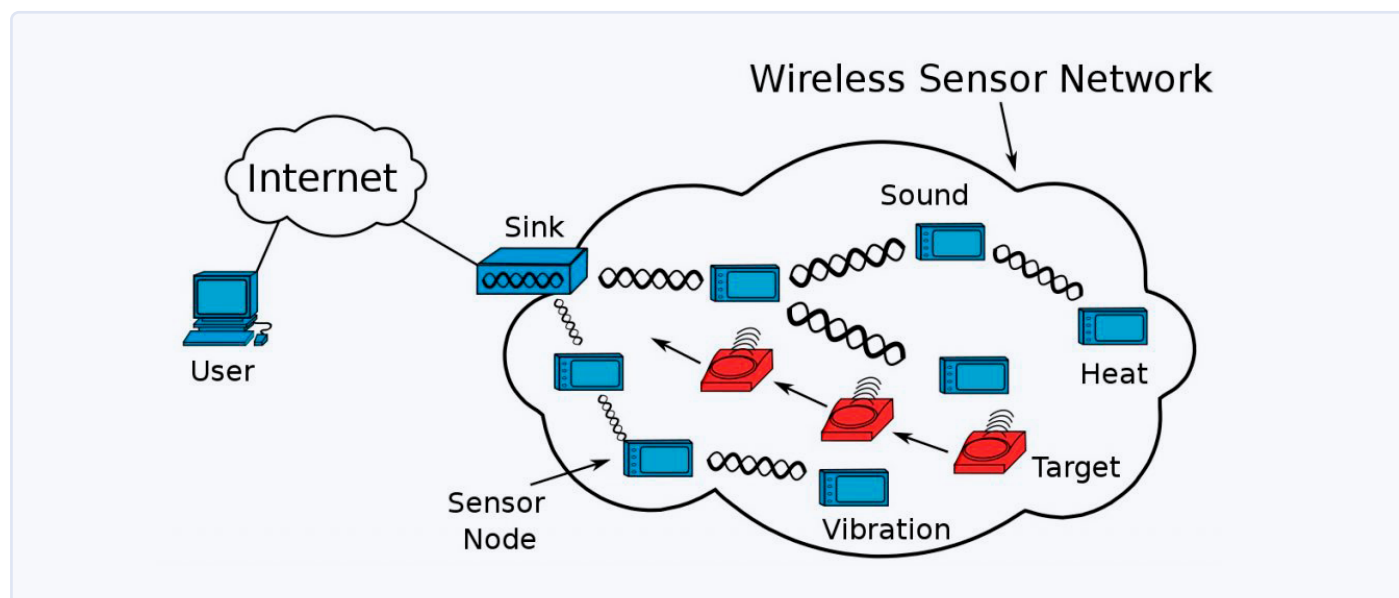 Wireless Sensor Network
Internet
Sound
Sink
User
Heat
Target
Sensor
Node
Vibration